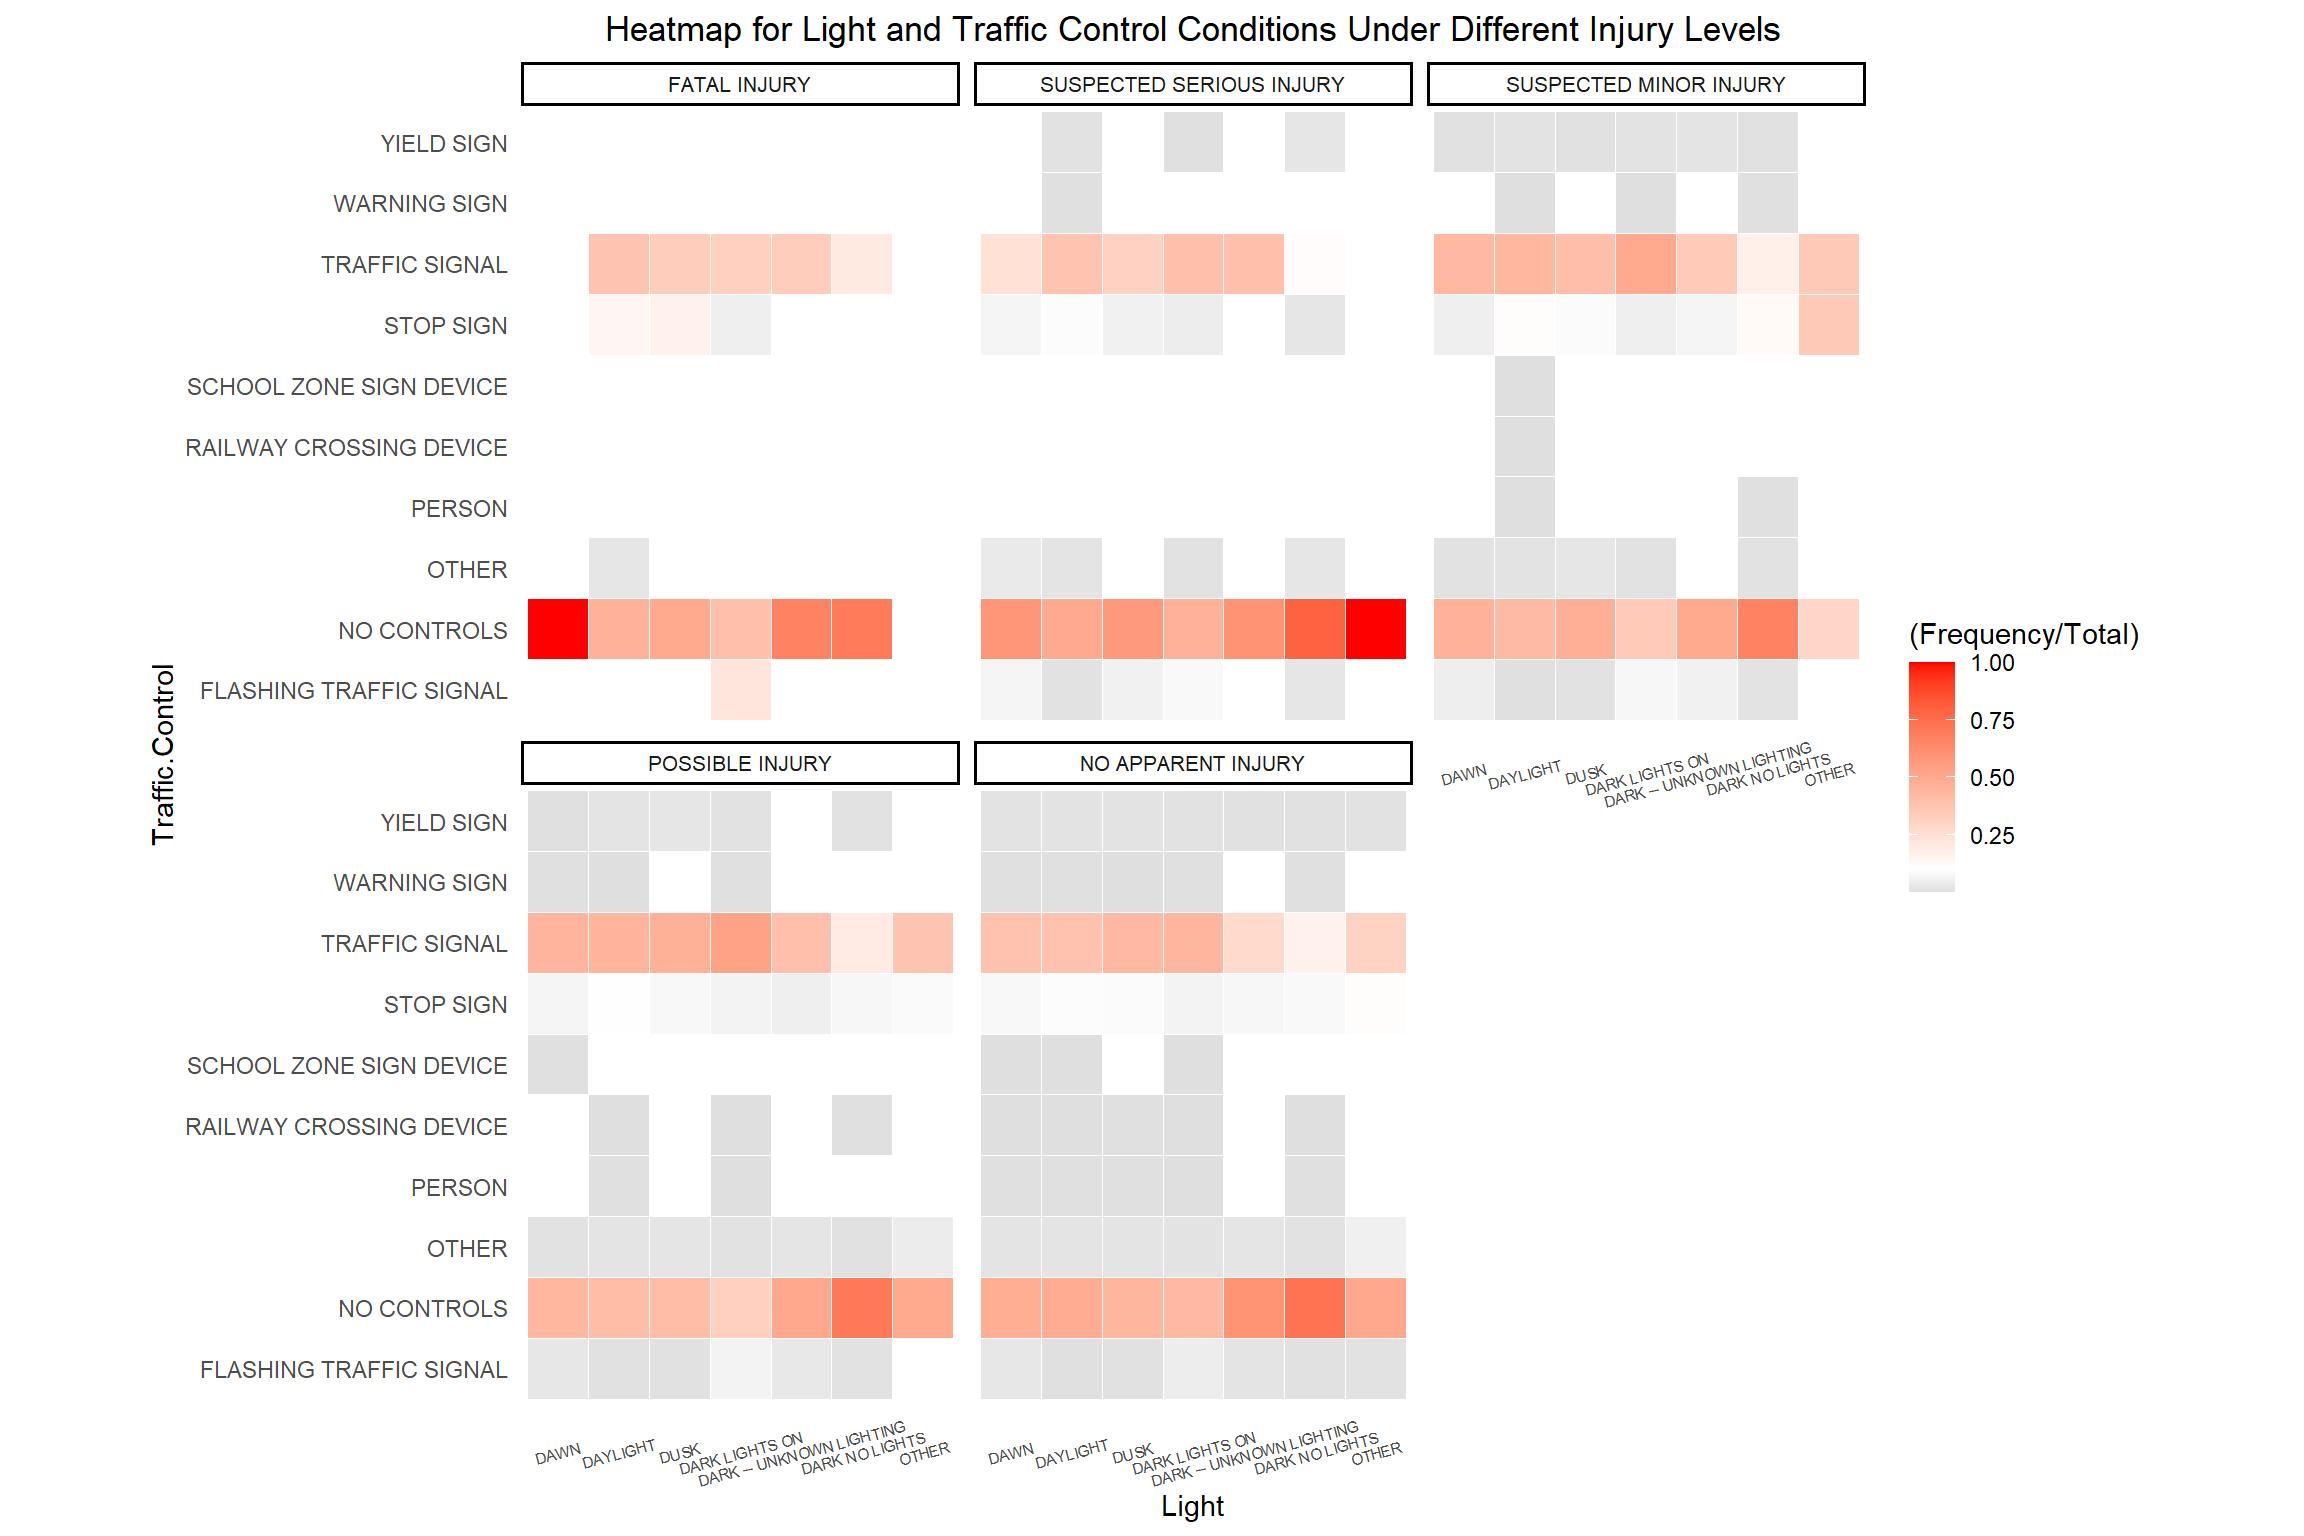 Heatmap for Light and Traffic Control Conditions Under Different Injury Levels
FATAL INJURY
SUSPECTED SERIOUS INJURY
SUSPECTED MINOR INJURY
YIELD SIGN
WARNING SIGN
TRAFFIC SIGNAL
STOP SIGN
SCHOOL ZONE SIGN DEVICE
RAILWAY CROSSING DEVICE
PERSON
OTHER
NO CONTROLS
FLASHING TRAFFIC SIGNAL
(Frequency/Total)
1.00
0.75
0.50
0.25
Traffic.Control
POSSIBLE INJURY
NO APPARENT INJURY
DAWN
DAYLIGHT
DUSK
DARK LIGHTS ON
DARK -- UNKNOWN LIGHTING
DARK NO LIGHTS
OTHER
YIELD SIGN
WARNING SIGN
TRAFFIC SIGNAL
STOP SIGN
SCHOOL ZONE SIGN DEVICE
RAILWAY CROSSING DEVICE
PERSON
OTHER
NO CONTROLS
FLASHING TRAFFIC SIGNAL
DAWN
DAYLIGHT
DUSK
DARK LIGHTS ON
DARK -- UNKNOWN LIGHTING
DARK NO LIGHTS
OTHER
DAWN
DAYLIGHT
DUSK
DARK LIGHTS ON
DARK -- UNKNOWN LIGHTING
DARK NO LIGHTS
OTHER
Light